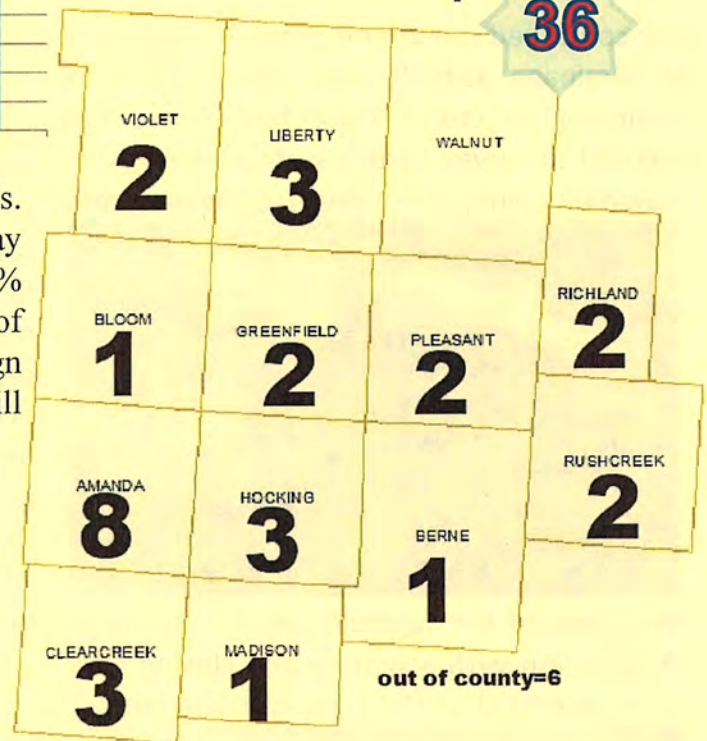 36
VIOLET
2
LIBERTY
3
WALNUT
s.
ay
%
of
gn
ill
BLOOM
1
GREENFIELD
2
PLEASANT
2
RICHLAND
2
AMANDA
8
HOCKING
3
BERNE
1
RUSHCREEK
2
CLEARCREEK
3
MADISON
1
out of county=6